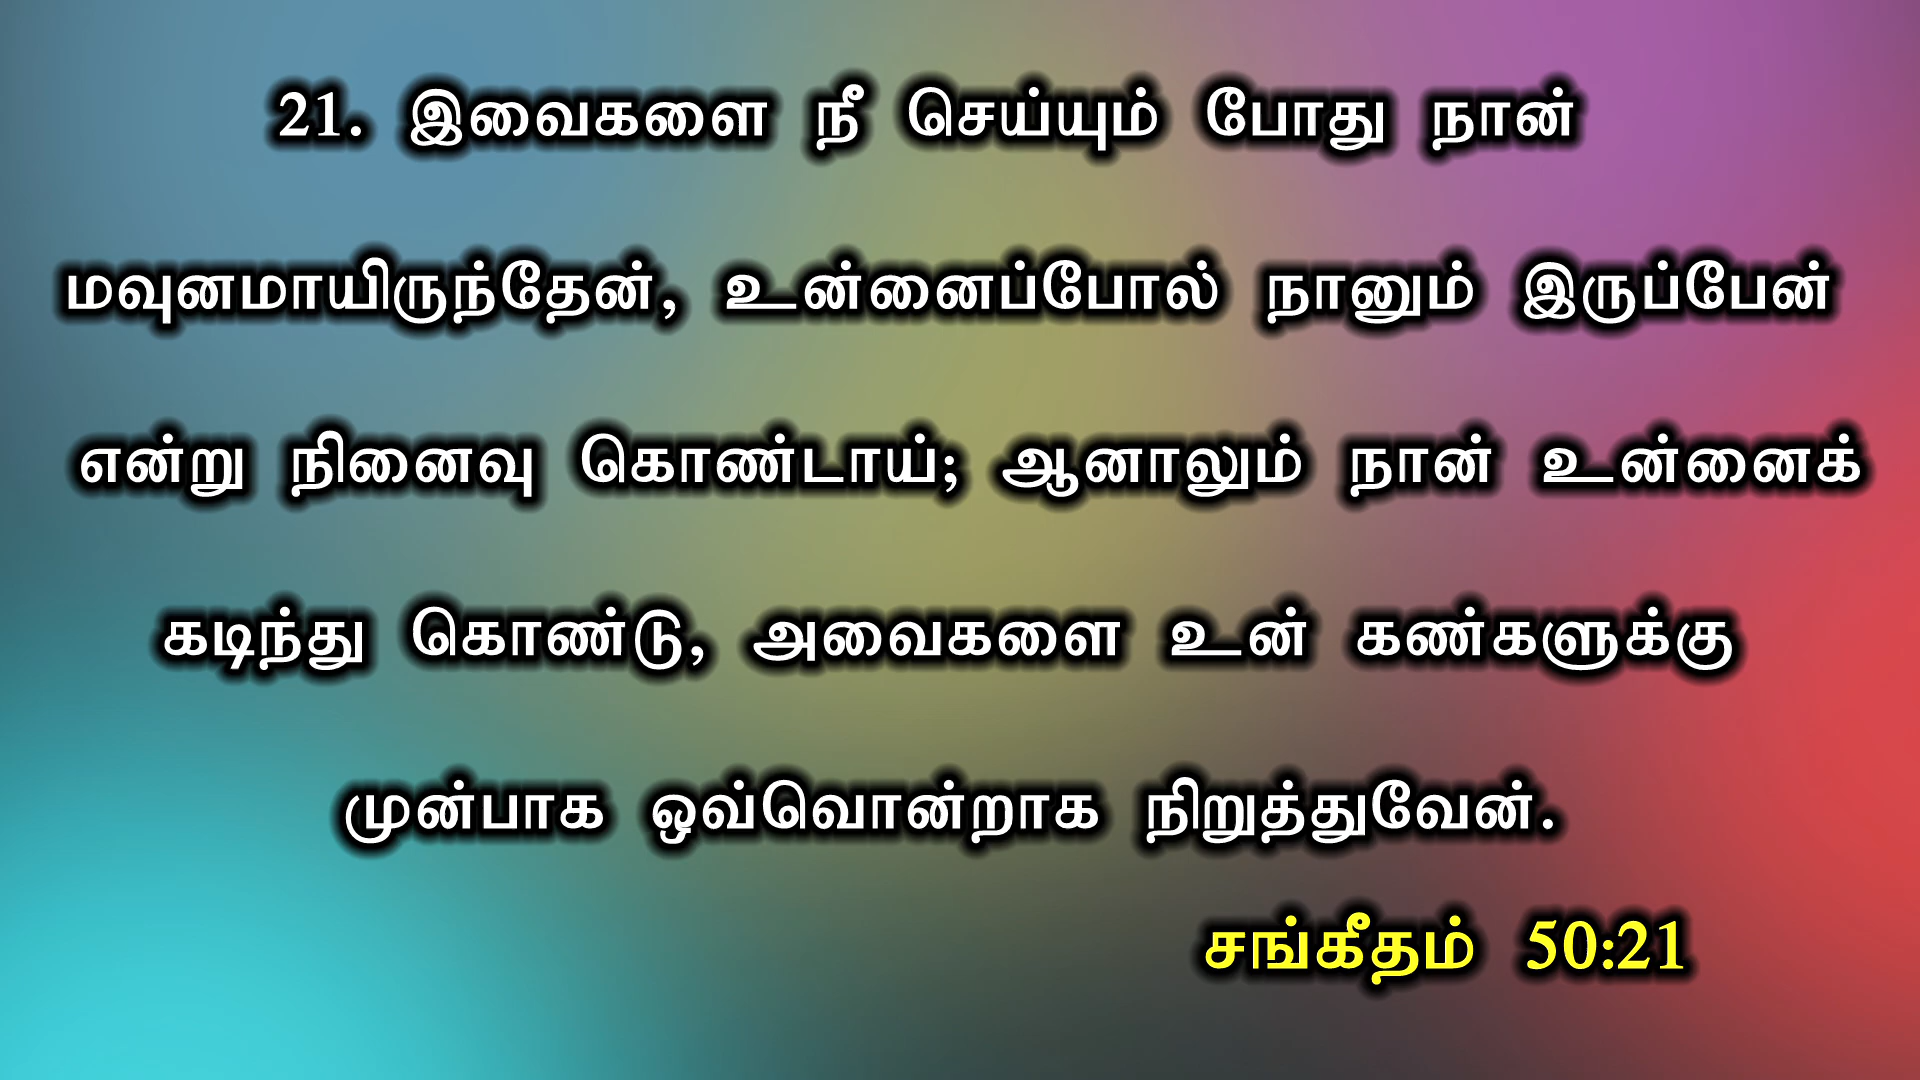 21. இவைகளை நீ செய்யும் போது நான்
மவுனமாயிருந்தேன், உன்னைப்போல் நானும் இருப்பேன்
என்று நினைவு கொண்டாய்; ஆனாலும் நான் உன்னைக்
கடிந்து கொண்டு, அவைகளை உன் கண்களுக்கு
முன்பாக ஒவ்வொன்றாக நிறுத்துவேன்.
சங்கீதம் 50:21